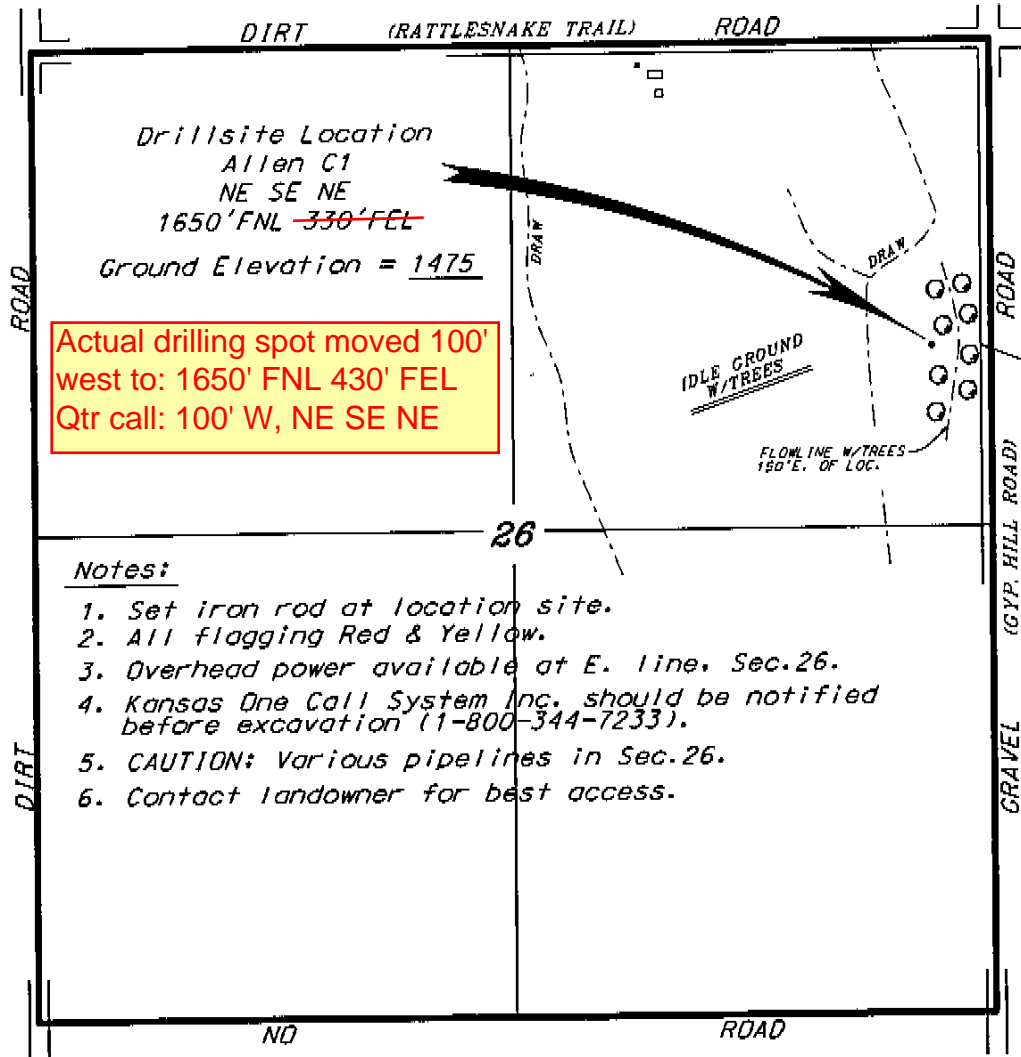 DIRT (RATTLESNAKE TRAIL) ROAD
Drillsite Location
Allen C1
NE SE NE
1650'FNL 330'FEL
Ground Elevation = 1475
Actual drilling spot moved 100'
west to: 1650' FNL 430' FEL
Qtr call: 100' W, NE SE NE
ROAD
DRAW
DRAW
ROAD
IDLE GROUND
W/TREES
FLOWLINE W/TREES
150'E. OF LOC.
26
(GYP. HILL ROAD)
Notes:
1. Set iron rod at location site.
2. All flagging Red & Yellow.
3. Overhead power available at E. line, Sec.26.
4. Kansas One Call System Inc. should be notified
before excavation (1-800-344-7233).
5. CAUTION: Various pipelines in Sec.26.
6. Contact landowner for best access.
DIRT
GRAVEL
NO ROAD